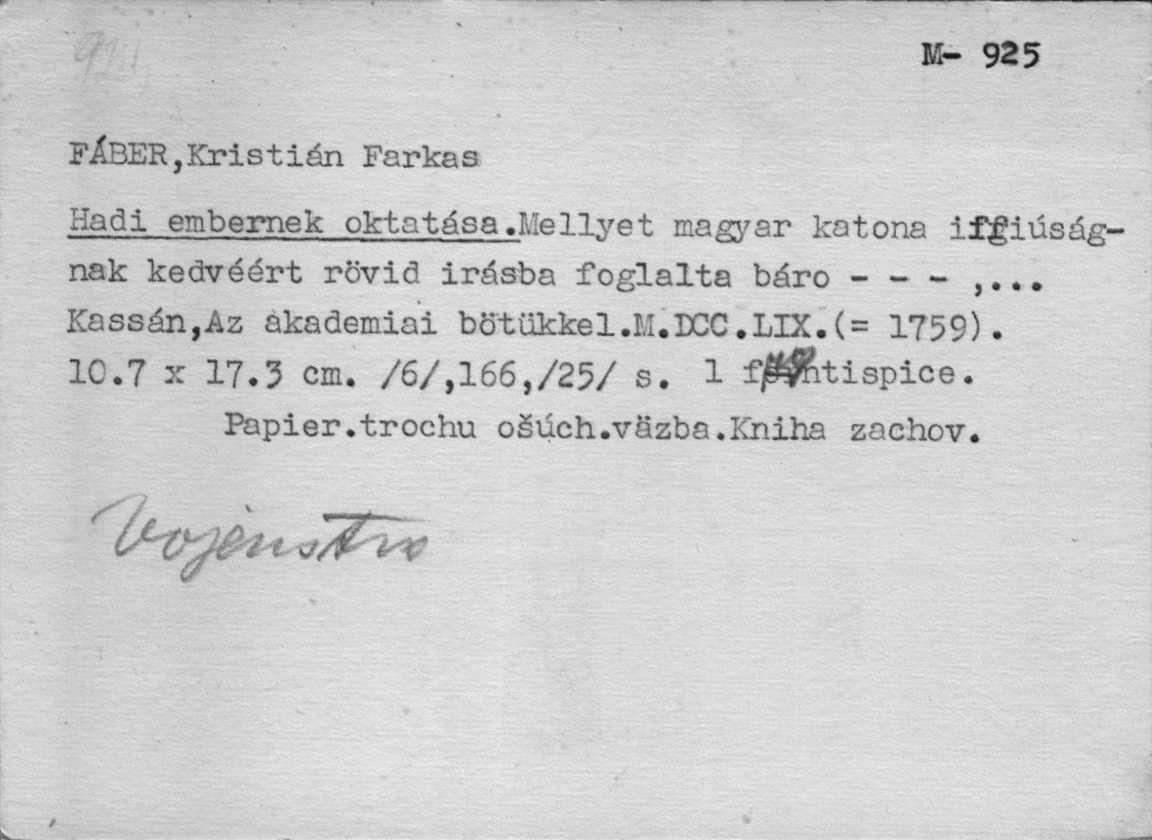 M- 925
FÁBER,Kristián Farkas
Hadi embernek oktatása.Mellyet magyar katona iffiúság-
nak kedvéért rövid irásba foglalta báro - - - ,...
Kassán,Az akademiai bötükkel.M.DCC.LIX.(= 1759).
10.7 x 17.3 cm. /6/,166,/25/ s. 1 frontispice.
Papier.trochu ošúch.väzba.Kniha zachov.
Vojenstvo